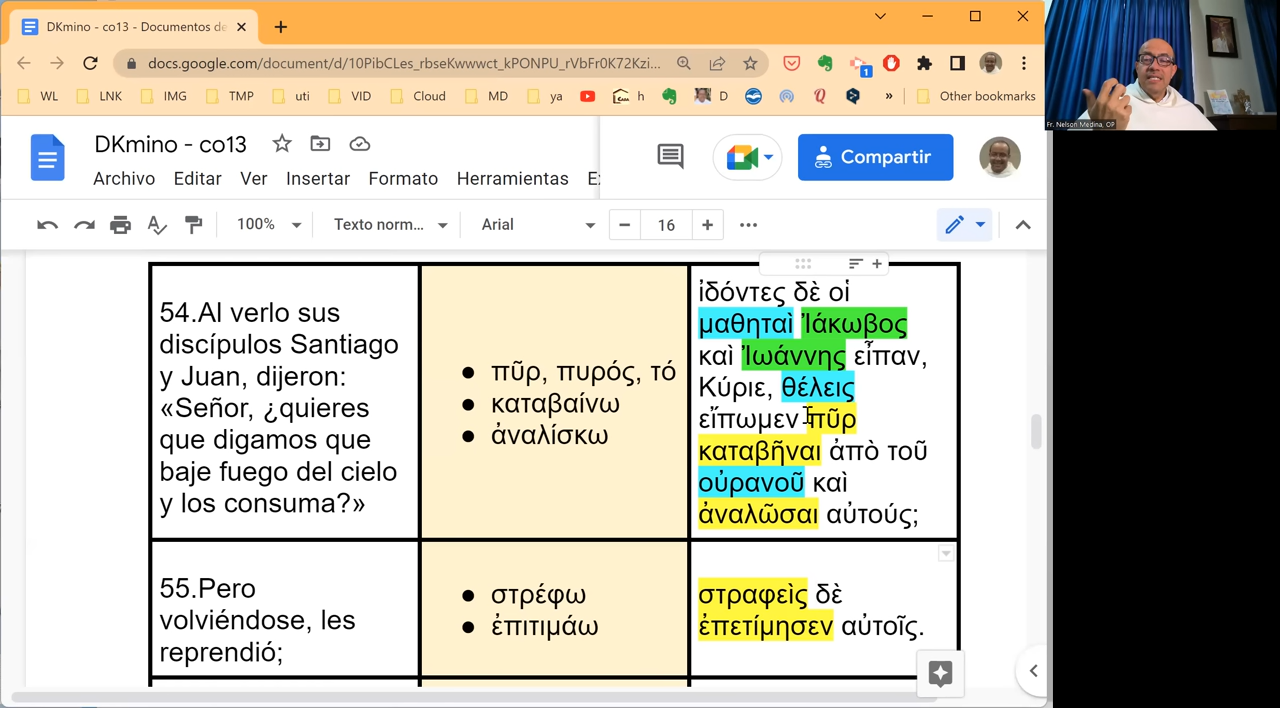 DKmino - co13 - Documentos de
docs.google.com/document/d/10PibCLes_rbseKwwwct_kPONPU_rVbFr0K72Kzi...
1
WL LNK IMG TMP uti VID Cloud MD ya h D » Other bookmarks
Fr. Nelson Medina, OP
DKmino - co13
Compartir
Archivo Editar Ver Insertar Formato Herramientas
100% Texto norm... Arial 16
54.Al verlo sus
discípulos Santiago
y Juan, dijeron:
«Señor, ¿quieres
que digamos que
baje fuego del cielo
y los consuma?»
● πῦρ, πυρός, τό
● καταβαίνω
● ἀναλίσκω
ἰδόντες δὲ οἱ
μαθηταὶ Ἰάκωβος
καὶ Ἰωάννης εἶπαν,
Κύριε, θέλεις
εἴπωμεν πῦρ
καταβῆναι ἀπὸ τοῦ
οὐρανοῦ καὶ
ἀναλῶσαι αὐτούς;
55.Pero
volviéndose, les
reprendió;
● στρέφω
● ἐπιτιμάω
στραφεὶς δὲ
ἐπετίμησεν αὐτοῖς.